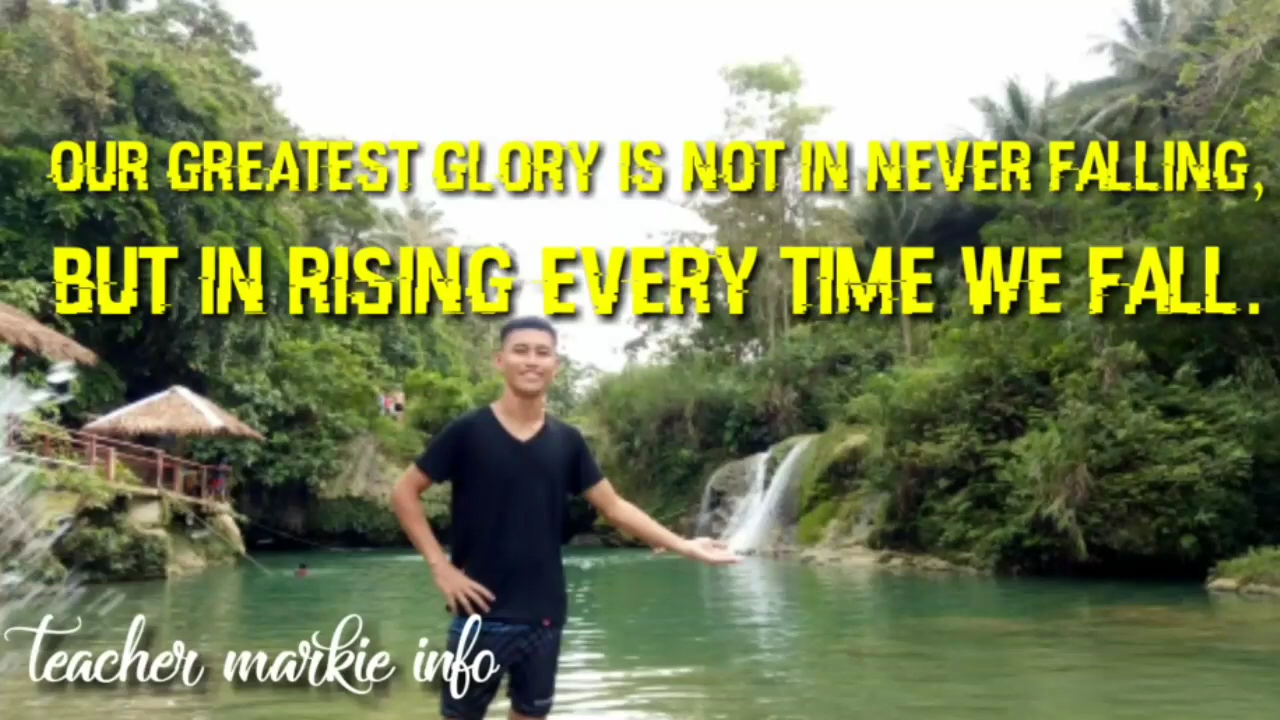 OUR GREATEST GLORY IS NOT IN NEVER FALLING,
BUT IN RISING EVERY TIME WE FALL.
teacher markie info